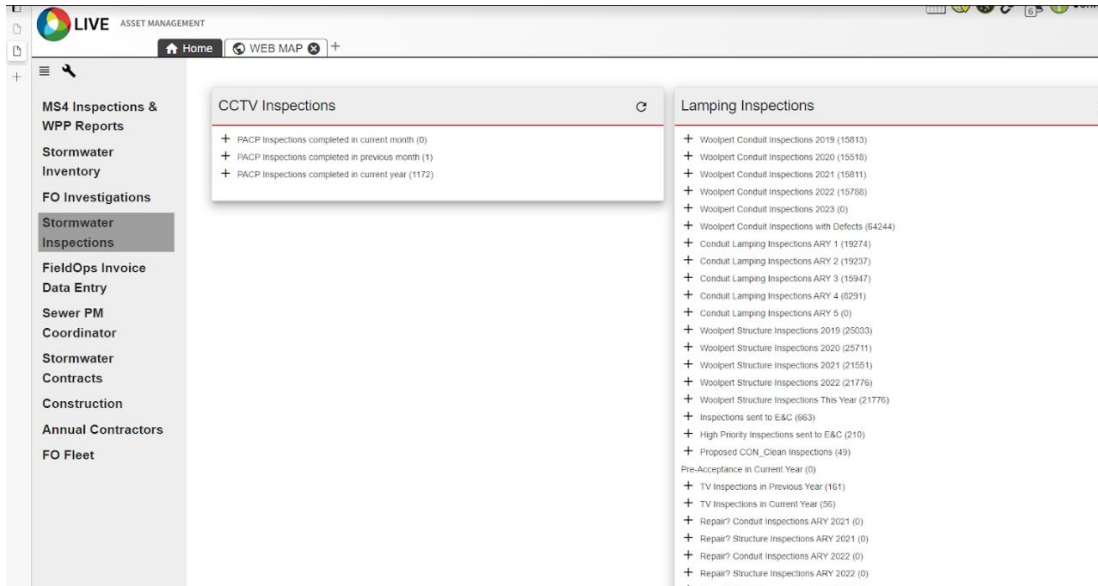 LIVE ASSET MANAGEMENT
Home
WEB MAP
+
MS4 Inspections &
WPP Reports
Stormwater
Inventory
FO Investigations
Stormwater
Inspections
FieldOps Invoice
Data Entry
Sewer PM
Coordinator
Stormwater
Contracts
Construction
Annual Contractors
FO Fleet
CCTV Inspections
+ PACP Inspections completed in current month (0)
+ PACP Inspections completed in previous month (1)
+ PACP Inspections completed in current year (1172)
Lamping Inspections
+ Woolpert Conduit Inspections 2019 (15813)
+ Woolpert Conduit Inspections 2020 (15518)
+ Woolpert Conduit Inspections 2021 (15811)
+ Woolpert Conduit Inspections 2022 (15788)
+ Woolpert Conduit Inspections 2023 (0)
+ Woolpert Conduit Inspections with Defects (64244)
+ Conduit Lamping Inspections ARY 1 (19274)
+ Conduit Lamping Inspections ARY 2 (19237)
+ Conduit Lamping Inspections ARY 3 (15947)
+ Conduit Lamping Inspections ARY 4 (8291)
+ Conduit Lamping Inspections ARY 5 (0)
+ Woolpert Structure Inspections 2019 (25033)
+ Woolpert Structure Inspections 2020 (25711)
+ Woolpert Structure Inspections 2021 (21551)
+ Woolpert Structure Inspections 2022 (21776)
+ Woolpert Structure Inspections This Year (21776)
+ Inspections sent to E&C (663)
+ High Priority Inspections sent to E&C (210)
+ Proposed CON_Clean Inspections (49)
Pre-Acceptance in Current Year (0)
+ TV Inspections in Previous Year (161)
+ TV Inspections in Current Year (56)
+ Repair? Conduit Inspections ARY 2021 (0)
+ Repair? Structure Inspections ARY 2021 (0)
+ Repair? Conduit Inspections ARY 2022 (0)
+ Repair? Structure Inspections ARY 2022 (0)